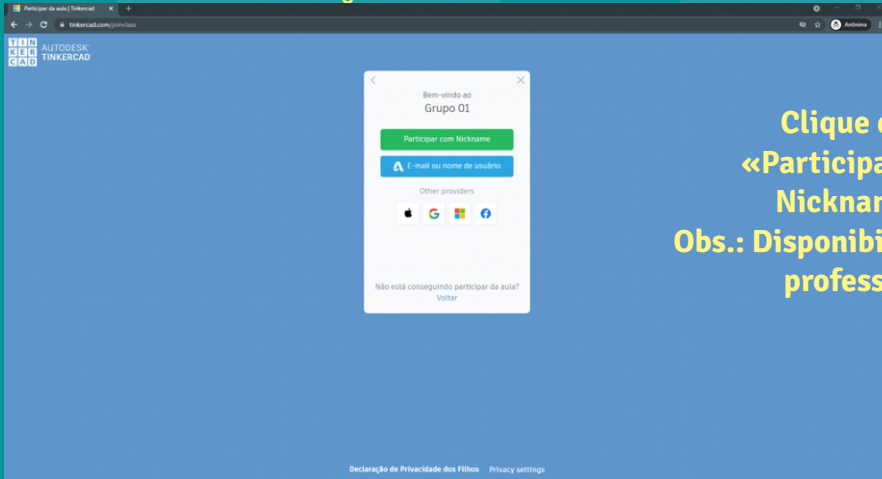 Participar da aula | Tinkercad
tinkercad.com/joinclass
Anônima
TIN
KER
CAD
AUTODESK
TINKERCAD
Bem-vindo ao
Grupo 01
Participar com Nickname
E-mail ou nome de usuário
Other providers
Não está conseguindo participar da aula?
Voltar
Clique
«Participa
Nicknar
Obs.: Disponibi
profess
Declaração de Privacidade dos Filhos Privacy settings